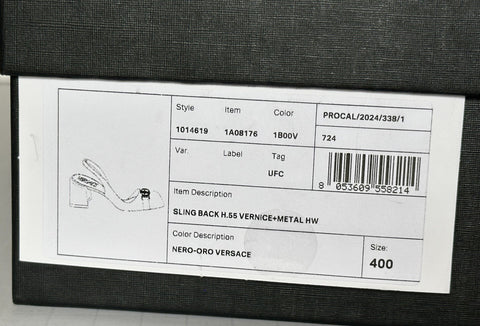 Style Item Color PROCAL/2024/338/1
1014619 1A08176 1B00V 724
Var. Label Tag
UFC
8 053609 558214
Item Description
SLING BACK H.55 VERNICE+METAL HW
Color Description Size:
NERO-ORO VERSACE 400